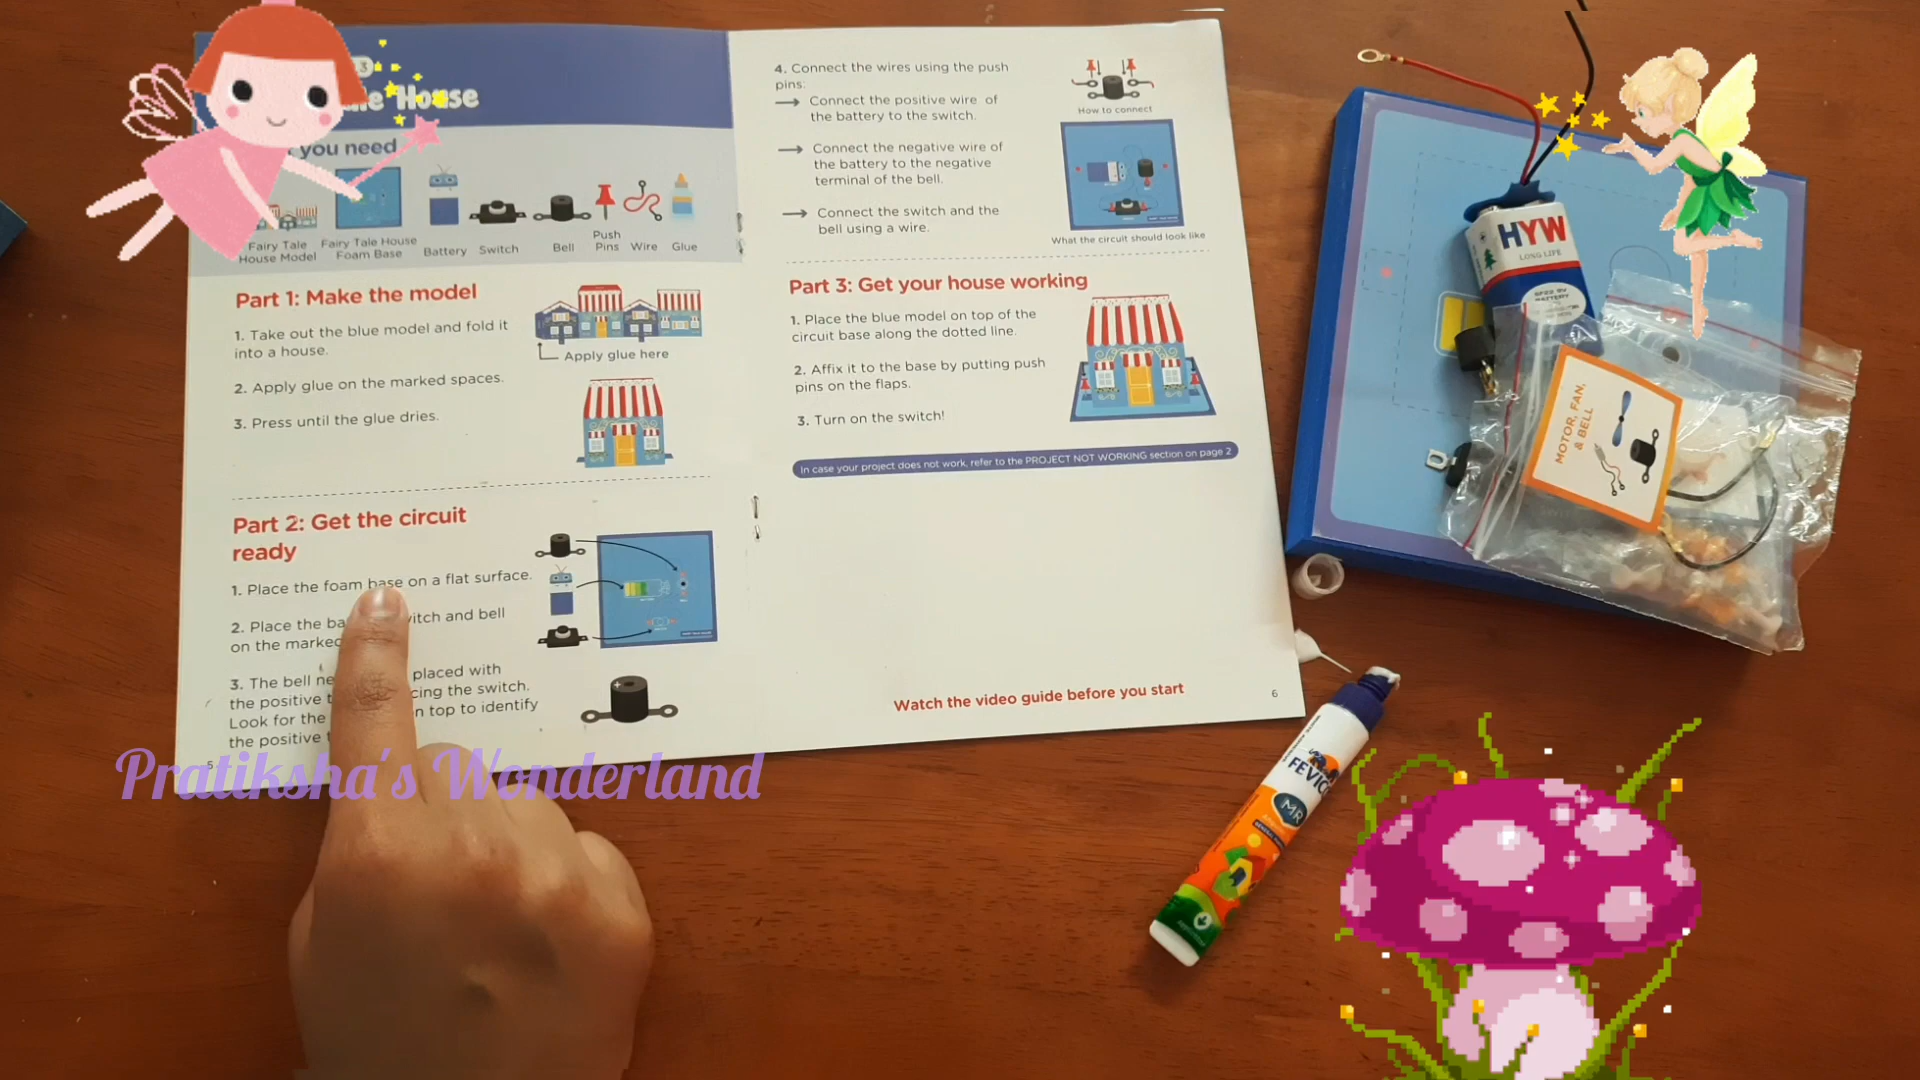 3
House
you need
Fairy Tale
House Model
Fairy Tale House
Foam Base
Battery
Switch
Bell
Push
Pins
Wire
Glue
Part 1: Make the model
1. Take out the blue model and fold it
into a house.
2. Apply glue on the marked spaces.
3. Press until the glue dries.
Apply glue here
Part 2: Get the circuit
ready
1. Place the foam base on a flat surface.
2. Place the and bell
on the marked
3. The bell placed with
the positive the switch.
Look for the top to identify
the positive
5
4. Connect the wires using the push
pins:
Connect the positive wire of
the battery to the switch.
Connect the negative wire of
the battery to the negative
terminal of the bell.
Connect the switch and the
bell using a wire.
How to connect
What the circuit should look like
Part 3: Get your house working
1. Place the blue model on top of the
circuit base along the dotted line.
2. Affix it to the base by putting push
pins on the flaps.
3. Turn on the switch!
In case your project does not work, refer to the PROJECT NOT WORKING section on page 2
Watch the video guide before you start
6
HYW
LONG LIFE
6F22 9V
BATTERY
MOTOR, FAN,
& BELL
MR
Pratiksha's Wonderland